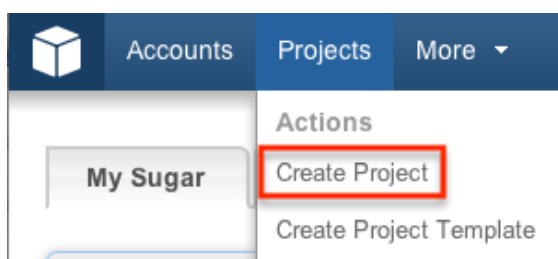 Accounts Projects More
Actions
My Sugar
Create Project
Create Project Template